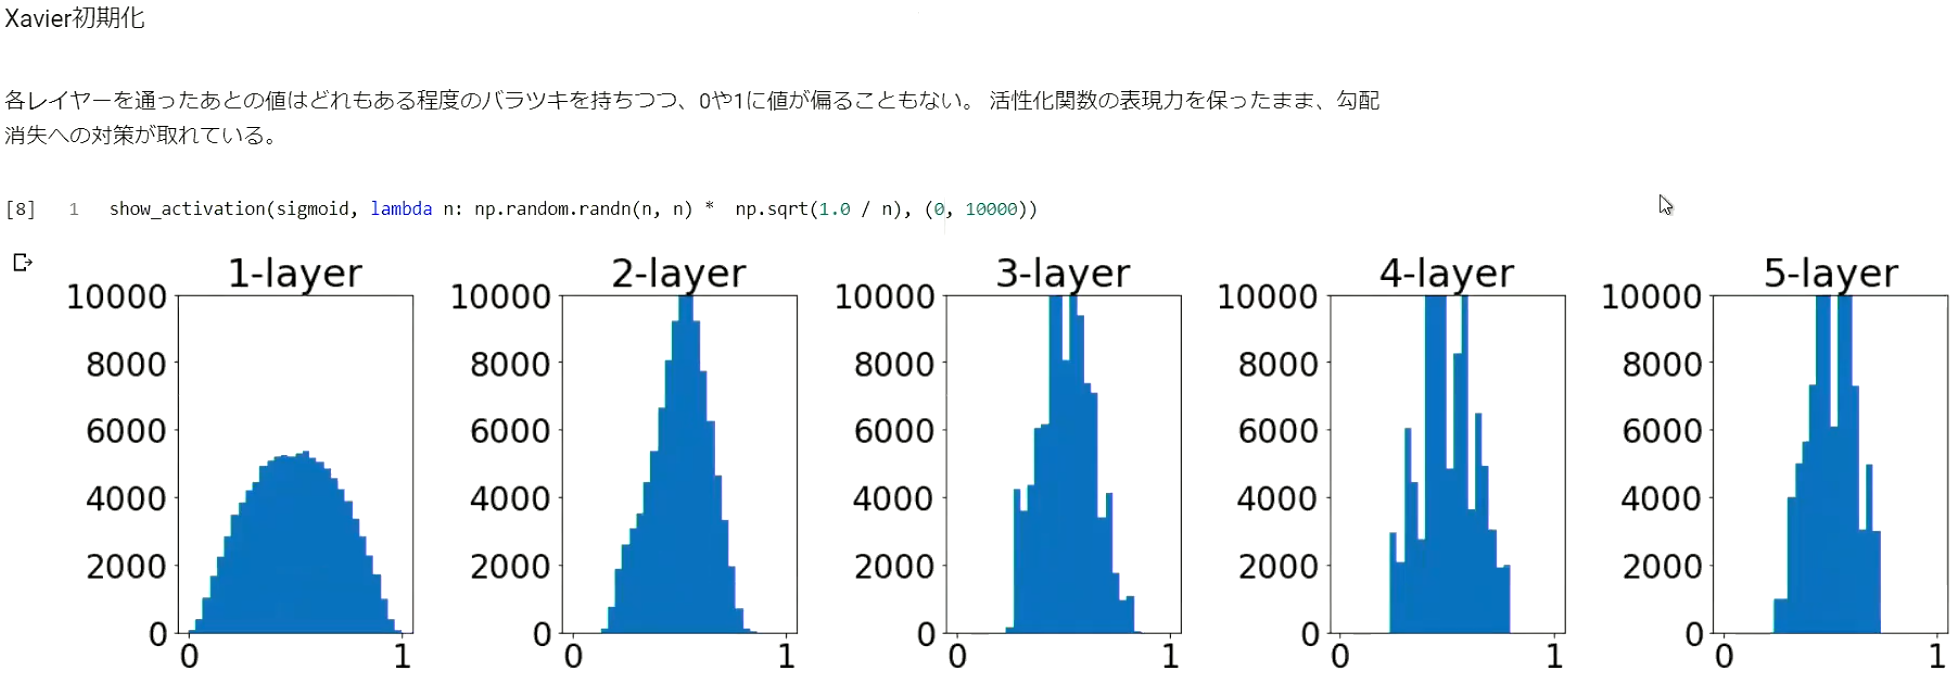 Xavier初期化
各レイヤーを通ったあとの値はどれもある程度のバラツキを持ちつつ、0や1に値が偏ることもない。 活性化関数の表現力を保ったまま、勾配
消失への対策が取れている。
[8] 1 show_activation(sigmoid, lambda n: np.random.randn(n, n) *  np.sqrt(1.0 / n), (0, 10000))
1-layer 2-layer 3-layer 4-layer 5-layer
10000 10000 10000 10000 10000
8000 8000 8000 8000 8000
6000 6000 6000 6000 6000
4000 4000 4000 4000 4000
2000 2000 2000 2000 2000
0 0 0 0 0
0 1 0 1 0 1 0 1 0 1